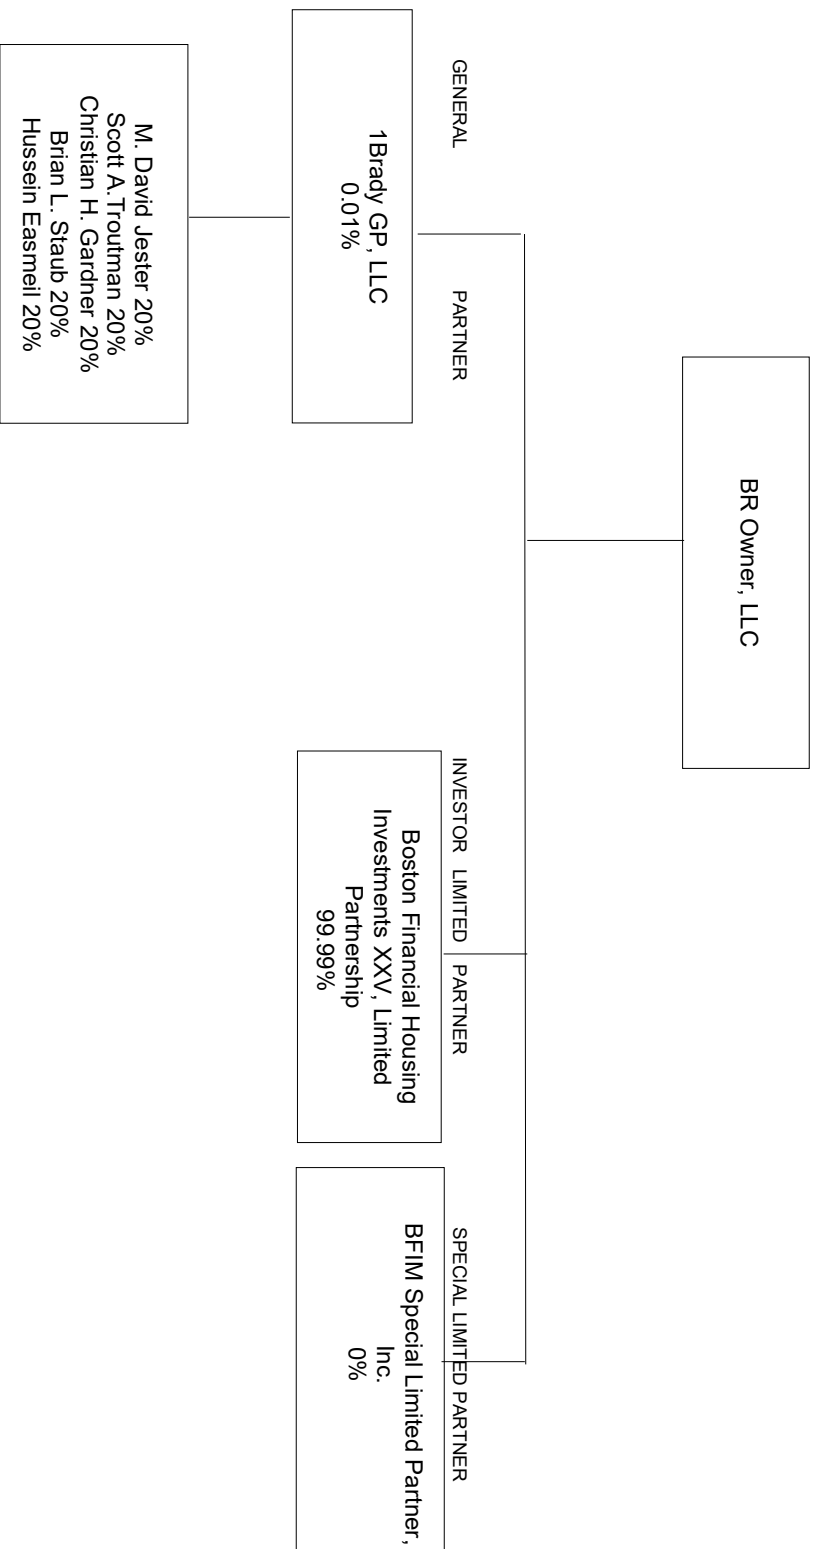 BR Owner, LLC
GENERAL PARTNER
INVESTOR LIMITED PARTNER
SPECIAL LIMITED PARTNER
1Brady GP, LLC
0.01%
Boston Financial Housing
Investments XXV, Limited
Partnership
99.99%
BFIM Special Limited Partner,
Inc.
0%
M. David Jester 20%
Scott A.Troutman 20%
Christian H. Gardner 20%
Brian L. Staub 20%
Hussein Easmeil 20%